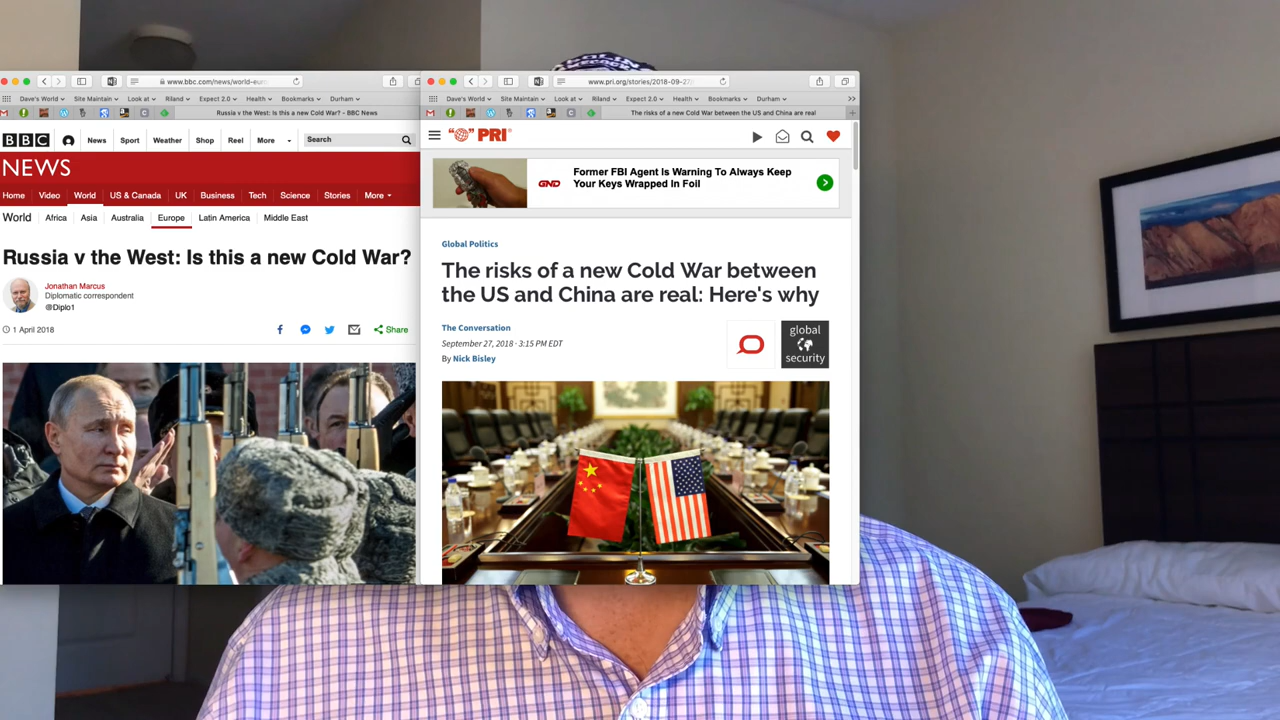 www.bbc.com/news/world-euro
Dave's World Site Maintain Look at Riland Expect 2.0 Health Bookmarks Durham
Russia v the West: Is this a new Cold War? - BBC News
BBC News Sport Weather Shop Reel More Search
NEWS
Home Video World US & Canada UK Business Tech Science Stories More
World Africa Asia Australia Europe Latin America Middle East
Russia v the West: Is this a new Cold War?
Jonathan Marcus
Diplomatic correspondent
@Diplo1
1 April 2018
Share
www.pri.org/stories/2018-09-27/
Dave's World Site Maintain Look at Riland Expect 2.0 Health Bookmarks Durham
The risks of a new Cold War between the US and China are real
PRI
GND
Former FBI Agent Is Warning To Always Keep
Your Keys Wrapped In Foil
Global Politics
The risks of a new Cold War between
the US and China are real: Here's why
The Conversation
September 27, 2018 · 3:15 PM EDT
By Nick Bisley
global
security